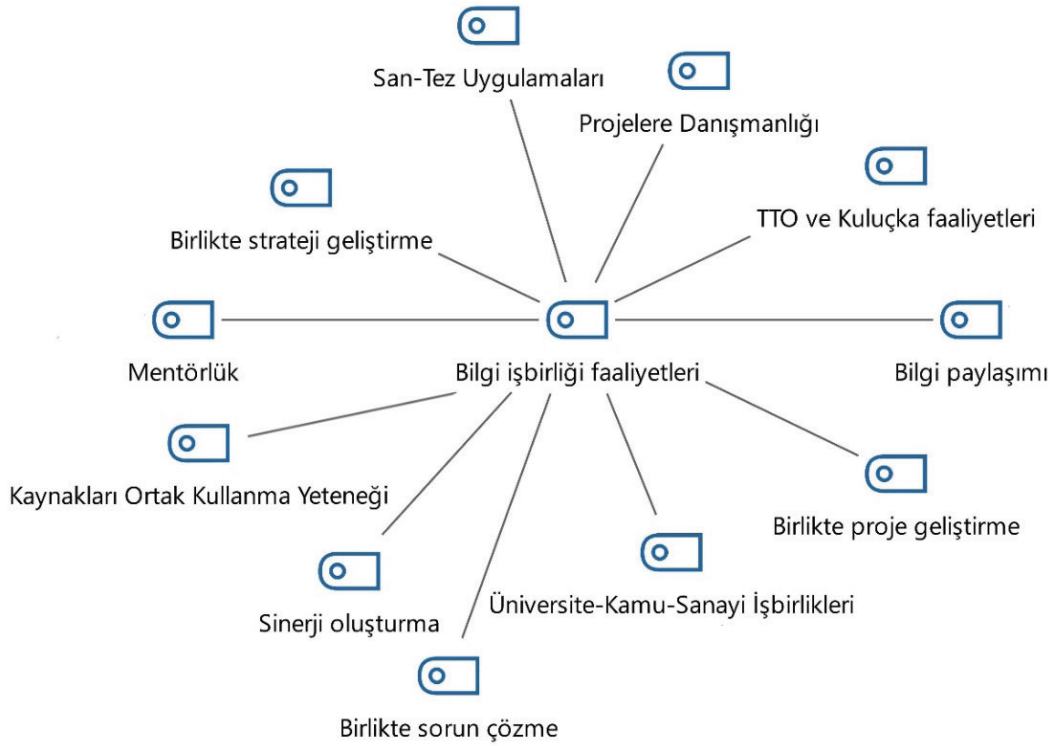 San-Tez Uygulamaları
Projelere Danışmanlığı
TTO ve Kuluçka faaliyetleri
Birlikte strateji geliştirme
Mentörlük
Bilgi işbirliği faaliyetleri
Bilgi paylaşımı
Kaynakları Ortak Kullanma Yeteneği
Birlikte proje geliştirme
Üniversite-Kamu-Sanayi İşbirlikleri
Sinerji oluşturma
Birlikte sorun çözme